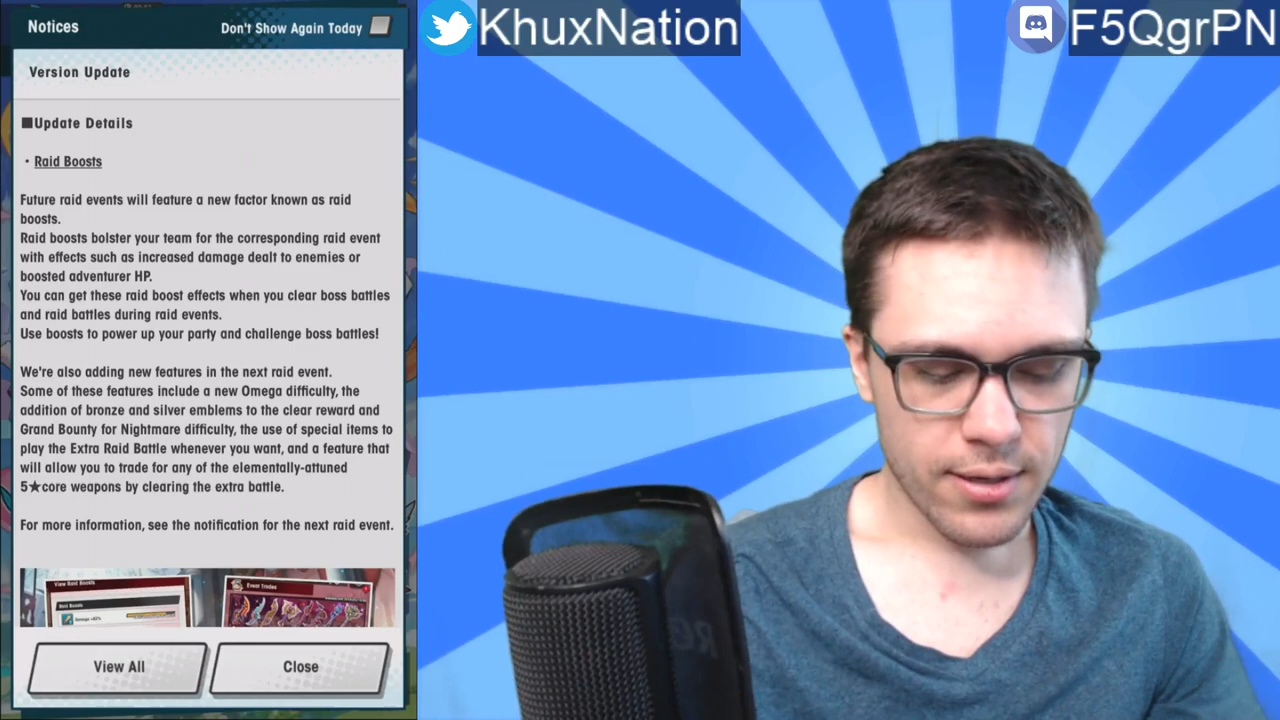 Notices
Don't Show Again Today
KhuxNation
F5QgrPN
Version Update
■Update Details
・Raid Boosts
Future raid events will feature a new factor known as raid
boosts.
Raid boosts bolster your team for the corresponding raid event
with effects such as increased damage dealt to enemies or
boosted adventurer HP.
You can get these raid boost effects when you clear boss battles
and raid battles during raid events.
Use boosts to power up your party and challenge boss battles!
We're also adding new features in the next raid event.
Some of these features include a new Omega difficulty, the
addition of bronze and silver emblems to the clear reward and
Grand Bounty for Nightmare difficulty, the use of special items to
play the Extra Raid Battle whenever you want, and a feature that
will allow you to trade for any of the elementally-attuned
5★core weapons by clearing the extra battle.
For more information, see the notification for the next raid event.
View Raid Boosts
Event Trades
Raid Boosts
View All
Close